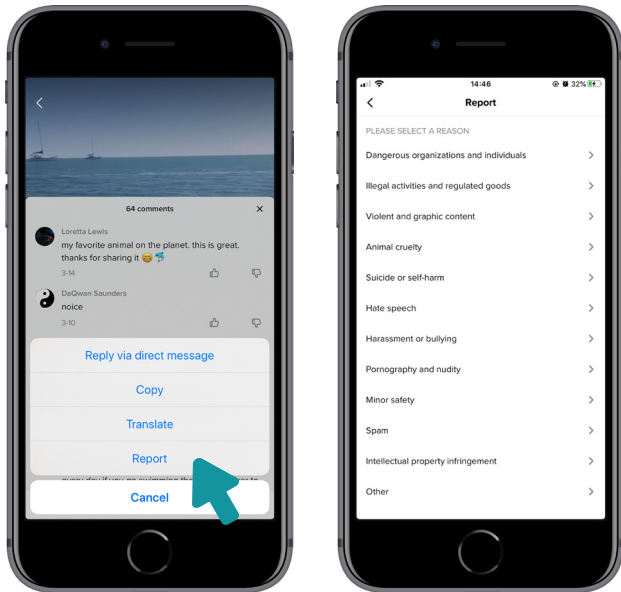 64 comments
Loretta Lewis
my favorite animal on the planet. this is great.
thanks for sharing it
3-14
DaQwan Saunders
noice
3-10
Reply via direct message
Copy
Translate
Report
Cancel
14:46
32%
Report
PLEASE SELECT A REASON
Dangerous organizations and individuals
Illegal activities and regulated goods
Violent and graphic content
Animal cruelty
Suicide or self-harm
Hate speech
Harassment or bullying
Pornography and nudity
Minor safety
Spam
Intellectual property infringement
Other